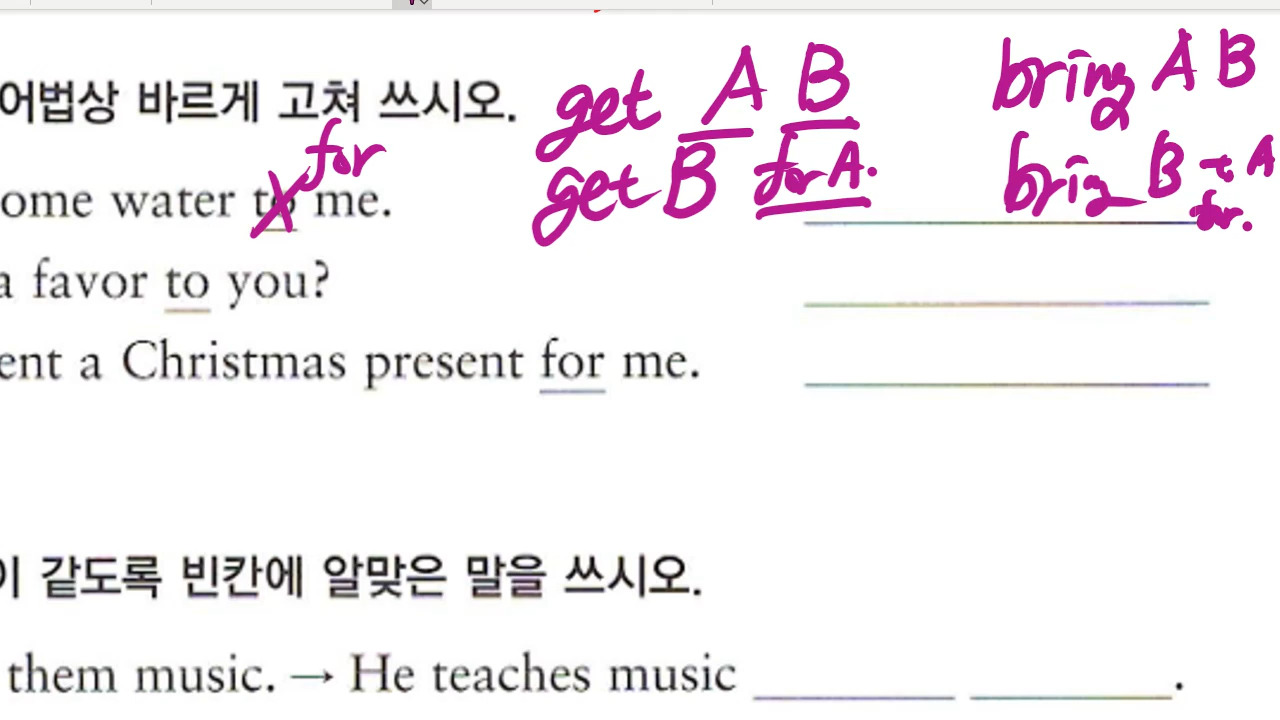 어법상 바르게 고쳐 쓰시오.
get A B
bring A B
for
ome water to me.
get B for A.
bring B to A
for.
a favor to you?
ent a Christmas present for me.
이 같도록 빈칸에 알맞은 말을 쓰시오.
them music. → He teaches music ________ ________.